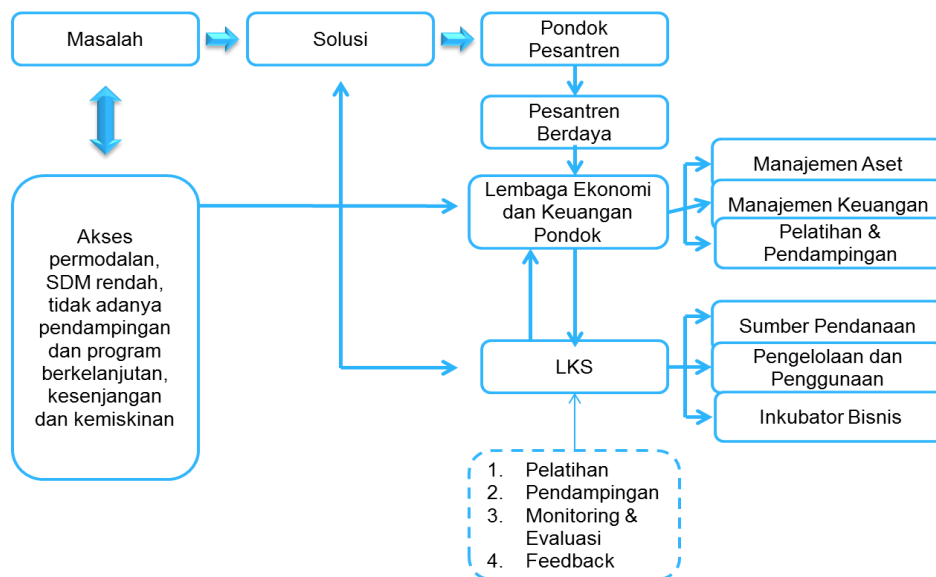 Masalah
Solusi
Pondok
Pesantren
Pesantren
Berdaya
Lembaga Ekonomi
dan Keuangan
Pondok
Manajemen Aset
Manajemen Keuangan
Pelatihan &
Pendampingan
Akses
permodalan,
SDM rendah,
tidak adanya
pendampingan
dan program
berkelanjutan,
kesenjangan
dan kemiskinan
LKS
Sumber Pendanaan
Pengelolaan dan
Penggunaan
Inkubator Bisnis
1. Pelatihan
2. Pendampingan
3. Monitoring &
Evaluasi
4. Feedback